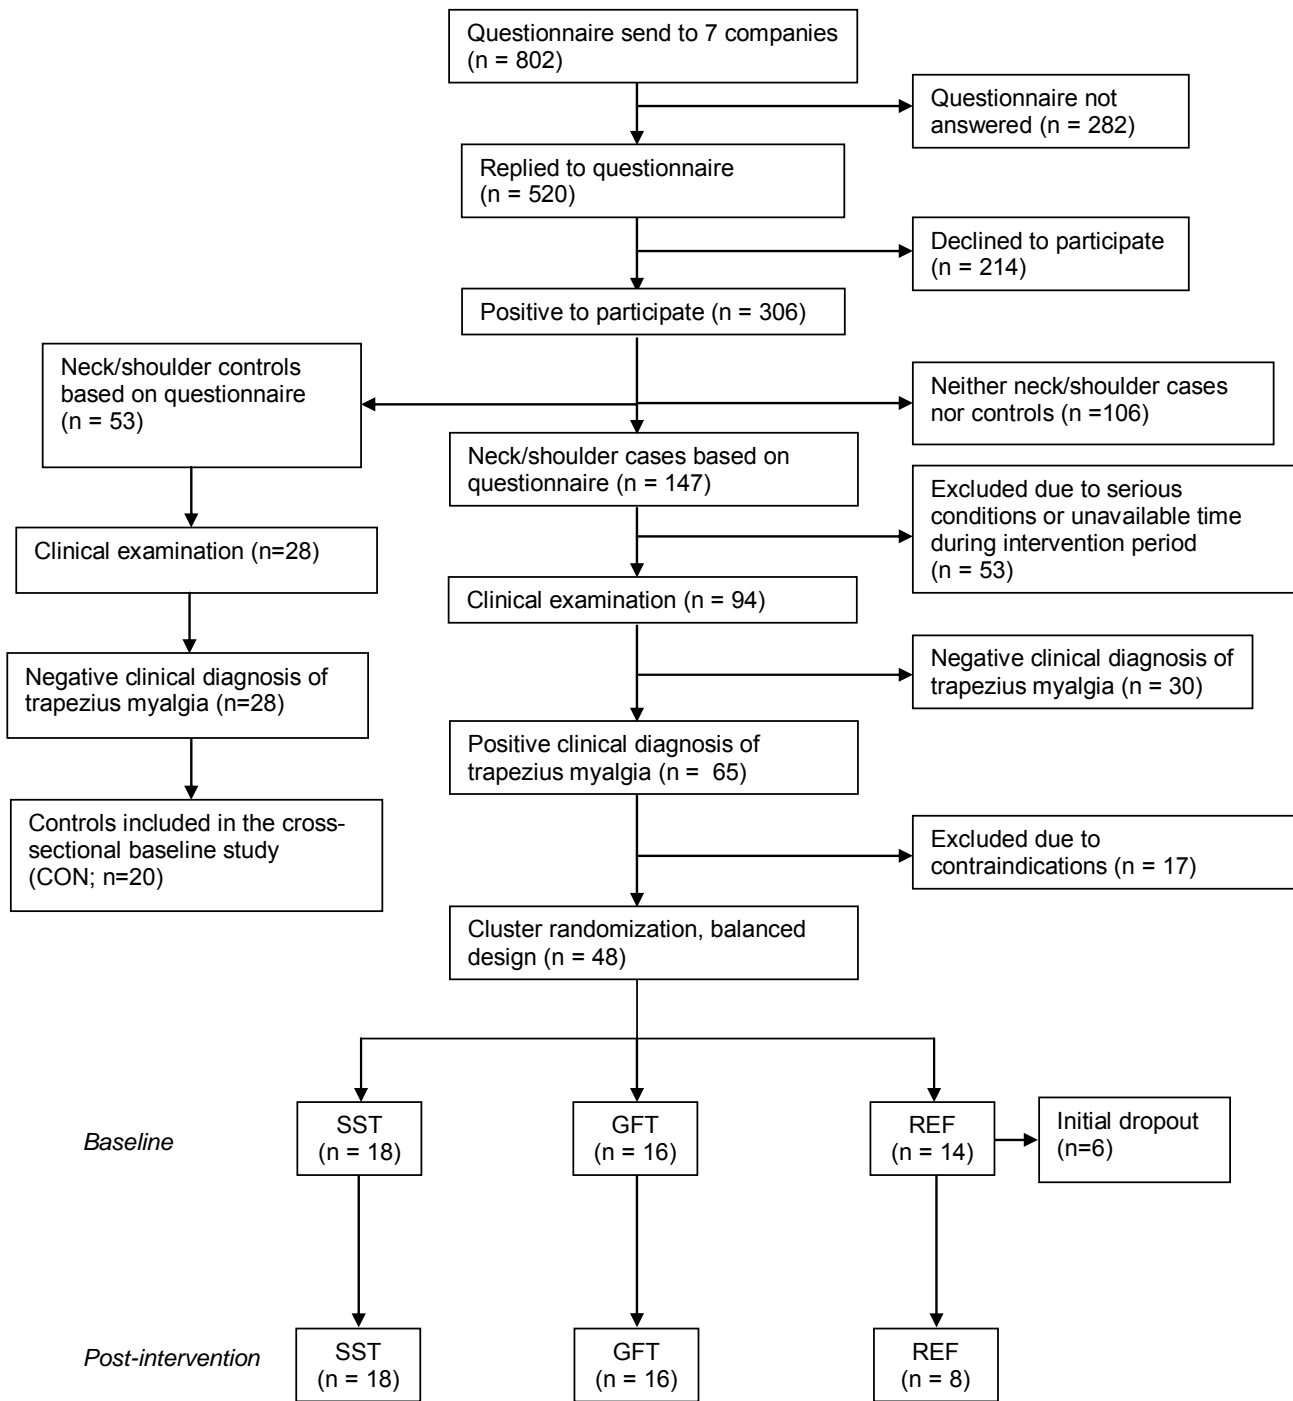 Questionnaire send to 7 companies
(n = 802)
Questionnaire not
answered (n = 282)
Replied to questionnaire
(n = 520)
Declined to participate
(n = 214)
Positive to participate (n = 306)
Neck/shoulder controls
based on questionnaire
(n = 53)
Neither neck/shoulder cases
nor controls (n =106)
Neck/shoulder cases based on
questionnaire (n = 147)
Excluded due to serious
conditions or unavailable time
during intervention period
(n = 53)
Clinical examination (n=28)
Clinical examination (n = 94)
Negative clinical diagnosis of
trapezius myalgia (n=28)
Negative clinical diagnosis of
trapezius myalgia (n = 30)
Positive clinical diagnosis of
trapezius myalgia (n =  65)
Controls included in the cross-
sectional baseline study
(CON; n=20)
Excluded due to
contraindications (n = 17)
Cluster randomization, balanced
design (n = 48)
Baseline
SST
(n = 18)
GFT
(n = 16)
REF
(n = 14)
Initial dropout
(n=6)
Post-intervention
SST
(n = 18)
GFT
(n = 16)
REF
(n = 8)